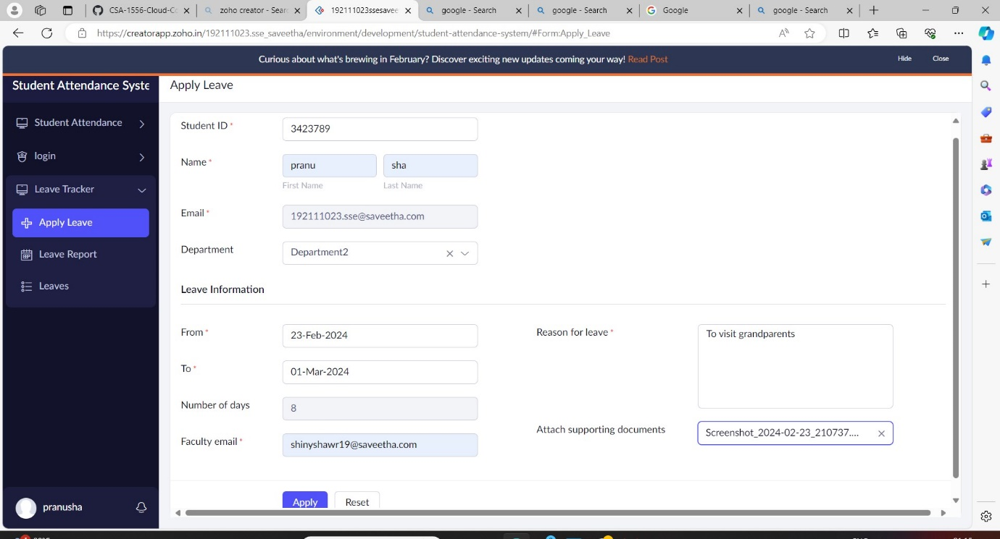 CSA-1556-Cloud-Cc
zoho creator - Sear
192111023ssesavee
google - Search
google - Search
Google
google - Search
https://creatorapp.zoho.in/192111023.sse_saveetha/environment/development/student-attendance-system/#Form:Apply_Leave
Curious about what's brewing in February? Discover exciting new updates coming your way! Read Post
Hide
Close
Student Attendance Syste
Apply Leave
Student Attendance
login
Leave Tracker
Apply Leave
Leave Report
Leaves
pranusha
Student ID *
3423789
Name *
pranu
sha
First Name
Last Name
Email *
192111023.sse@saveetha.com
Department
Department2
Leave Information
From *
23-Feb-2024
To *
01-Mar-2024
Number of days
8
Faculty email *
shinyshawr19@saveetha.com
Reason for leave *
To visit grandparents
Attach supporting documents
Screenshot_2024-02-23_210737....
Apply
Reset